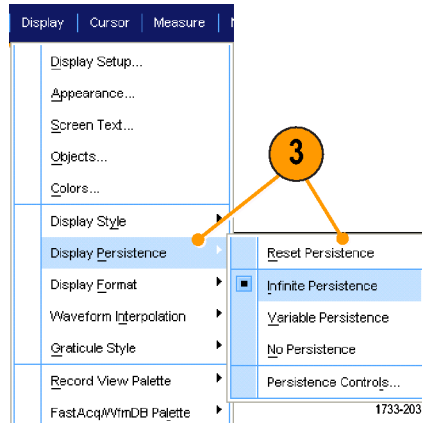 Display Cursor Measure
Display Setup...
Appearance...
Screen Text...
Objects...
Colors...
3
Display Style
Display Persistence
Reset Persistence
Display Format
Infinite Persistence
Waveform Interpolation
Variable Persistence
Graticule Style
No Persistence
Record View Palette
Persistence Controls...
FastAcq/WfmDB Palette
1733-203